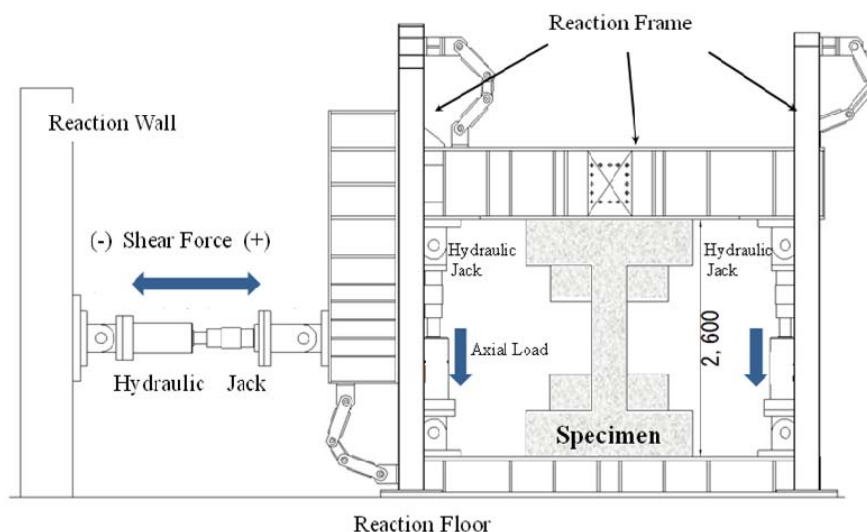 Reaction Frame
Reaction Wall
(-) Shear Force (+)
Hydraulic
Jack
Hydraulic
Jack
Axial Load
2,600
Hydraulic Jack
Specimen
Reaction Floor